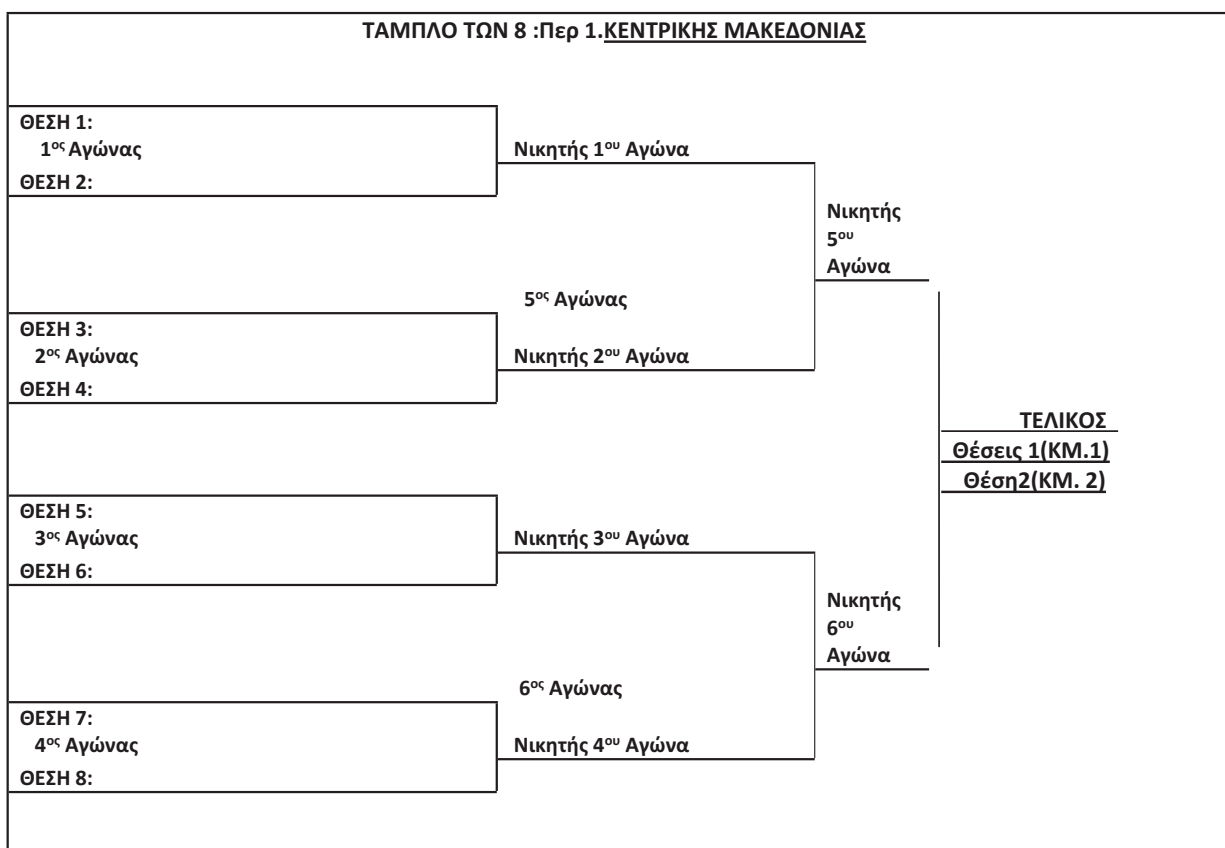 ΤΑΜΠΛΟ ΤΩΝ 8 :Περ 1.ΚΕΝΤΡΙΚΗΣ ΜΑΚΕΔΟΝΙΑΣ
ΘΕΣΗ 1:
1ος Αγώνας
Νικητής 1ου Αγώνα
ΘΕΣΗ 2:
Νικητής
5ου
Αγώνα
5ος Αγώνας
ΘΕΣΗ 3:
2ος Αγώνας
Νικητής 2ου Αγώνα
ΘΕΣΗ 4:
ΤΕΛΙΚΟΣ
Θέσεις 1(ΚΜ.1)
Θέση2(ΚΜ. 2)
ΘΕΣΗ 5:
3ος Αγώνας
Νικητής 3ου Αγώνα
ΘΕΣΗ 6:
Νικητής
6ου
Αγώνα
6ος Αγώνας
ΘΕΣΗ 7:
4ος Αγώνας
Νικητής 4ου Αγώνα
ΘΕΣΗ 8: